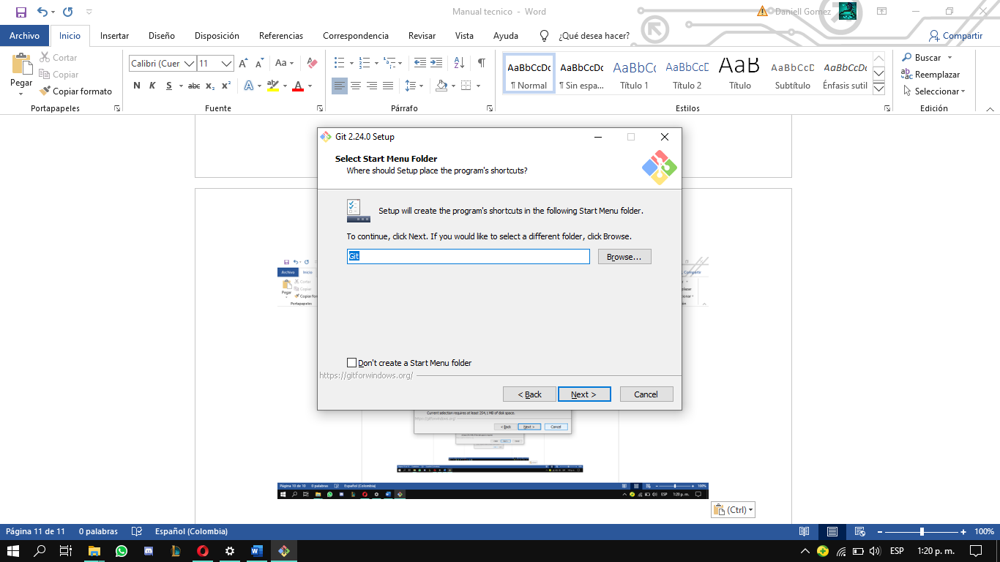 Manual tecnico - Word
Daniell Gomez
Archivo Inicio Insertar Diseño Disposición Referencias Correspondencia Revisar Vista Ayuda ¿Qué desea hacer? Compartir
Pegar
Cortar
Copiar
Copiar formato
Portapapeles
Calibri (Cuer 11
Aa
N K S abc x₂ x² A aby A
Fuente
Párrafo
AaBbCcDc AaBbCcDc AaBbCc AaBbCcD AaB AaBbCcD AaBbCcDc
¶ Normal ¶ Sin espa... Título 1 Título 2 Título Subtítulo Énfasis sutil
Estilos
Buscar
Reemplazar
Seleccionar
Edición
Git 2.24.0 Setup
Select Start Menu Folder
Where should Setup place the program's shortcuts?
Setup will create the program's shortcuts in the following Start Menu folder.
To continue, click Next. If you would like to select a different folder, click Browse.
Git
Browse...
Don't create a Start Menu folder
https://gitforwindows.org/
< Back Next > Cancel
Archivo Inicio
Compartir
Pegar
Cortar
Copiar
Copiar for
Portapapeles
Current selection requires at least 254,1 MB of disk space.
https://gitforwindows.org/
< Back Next > Cancel
Página 10 de 10 0 palabras Español (Colombia) 100%
ESP 1:20 p. m.
(Ctrl)
Página 11 de 11 0 palabras Español (Colombia) 100%
ESP 1:20 p. m.